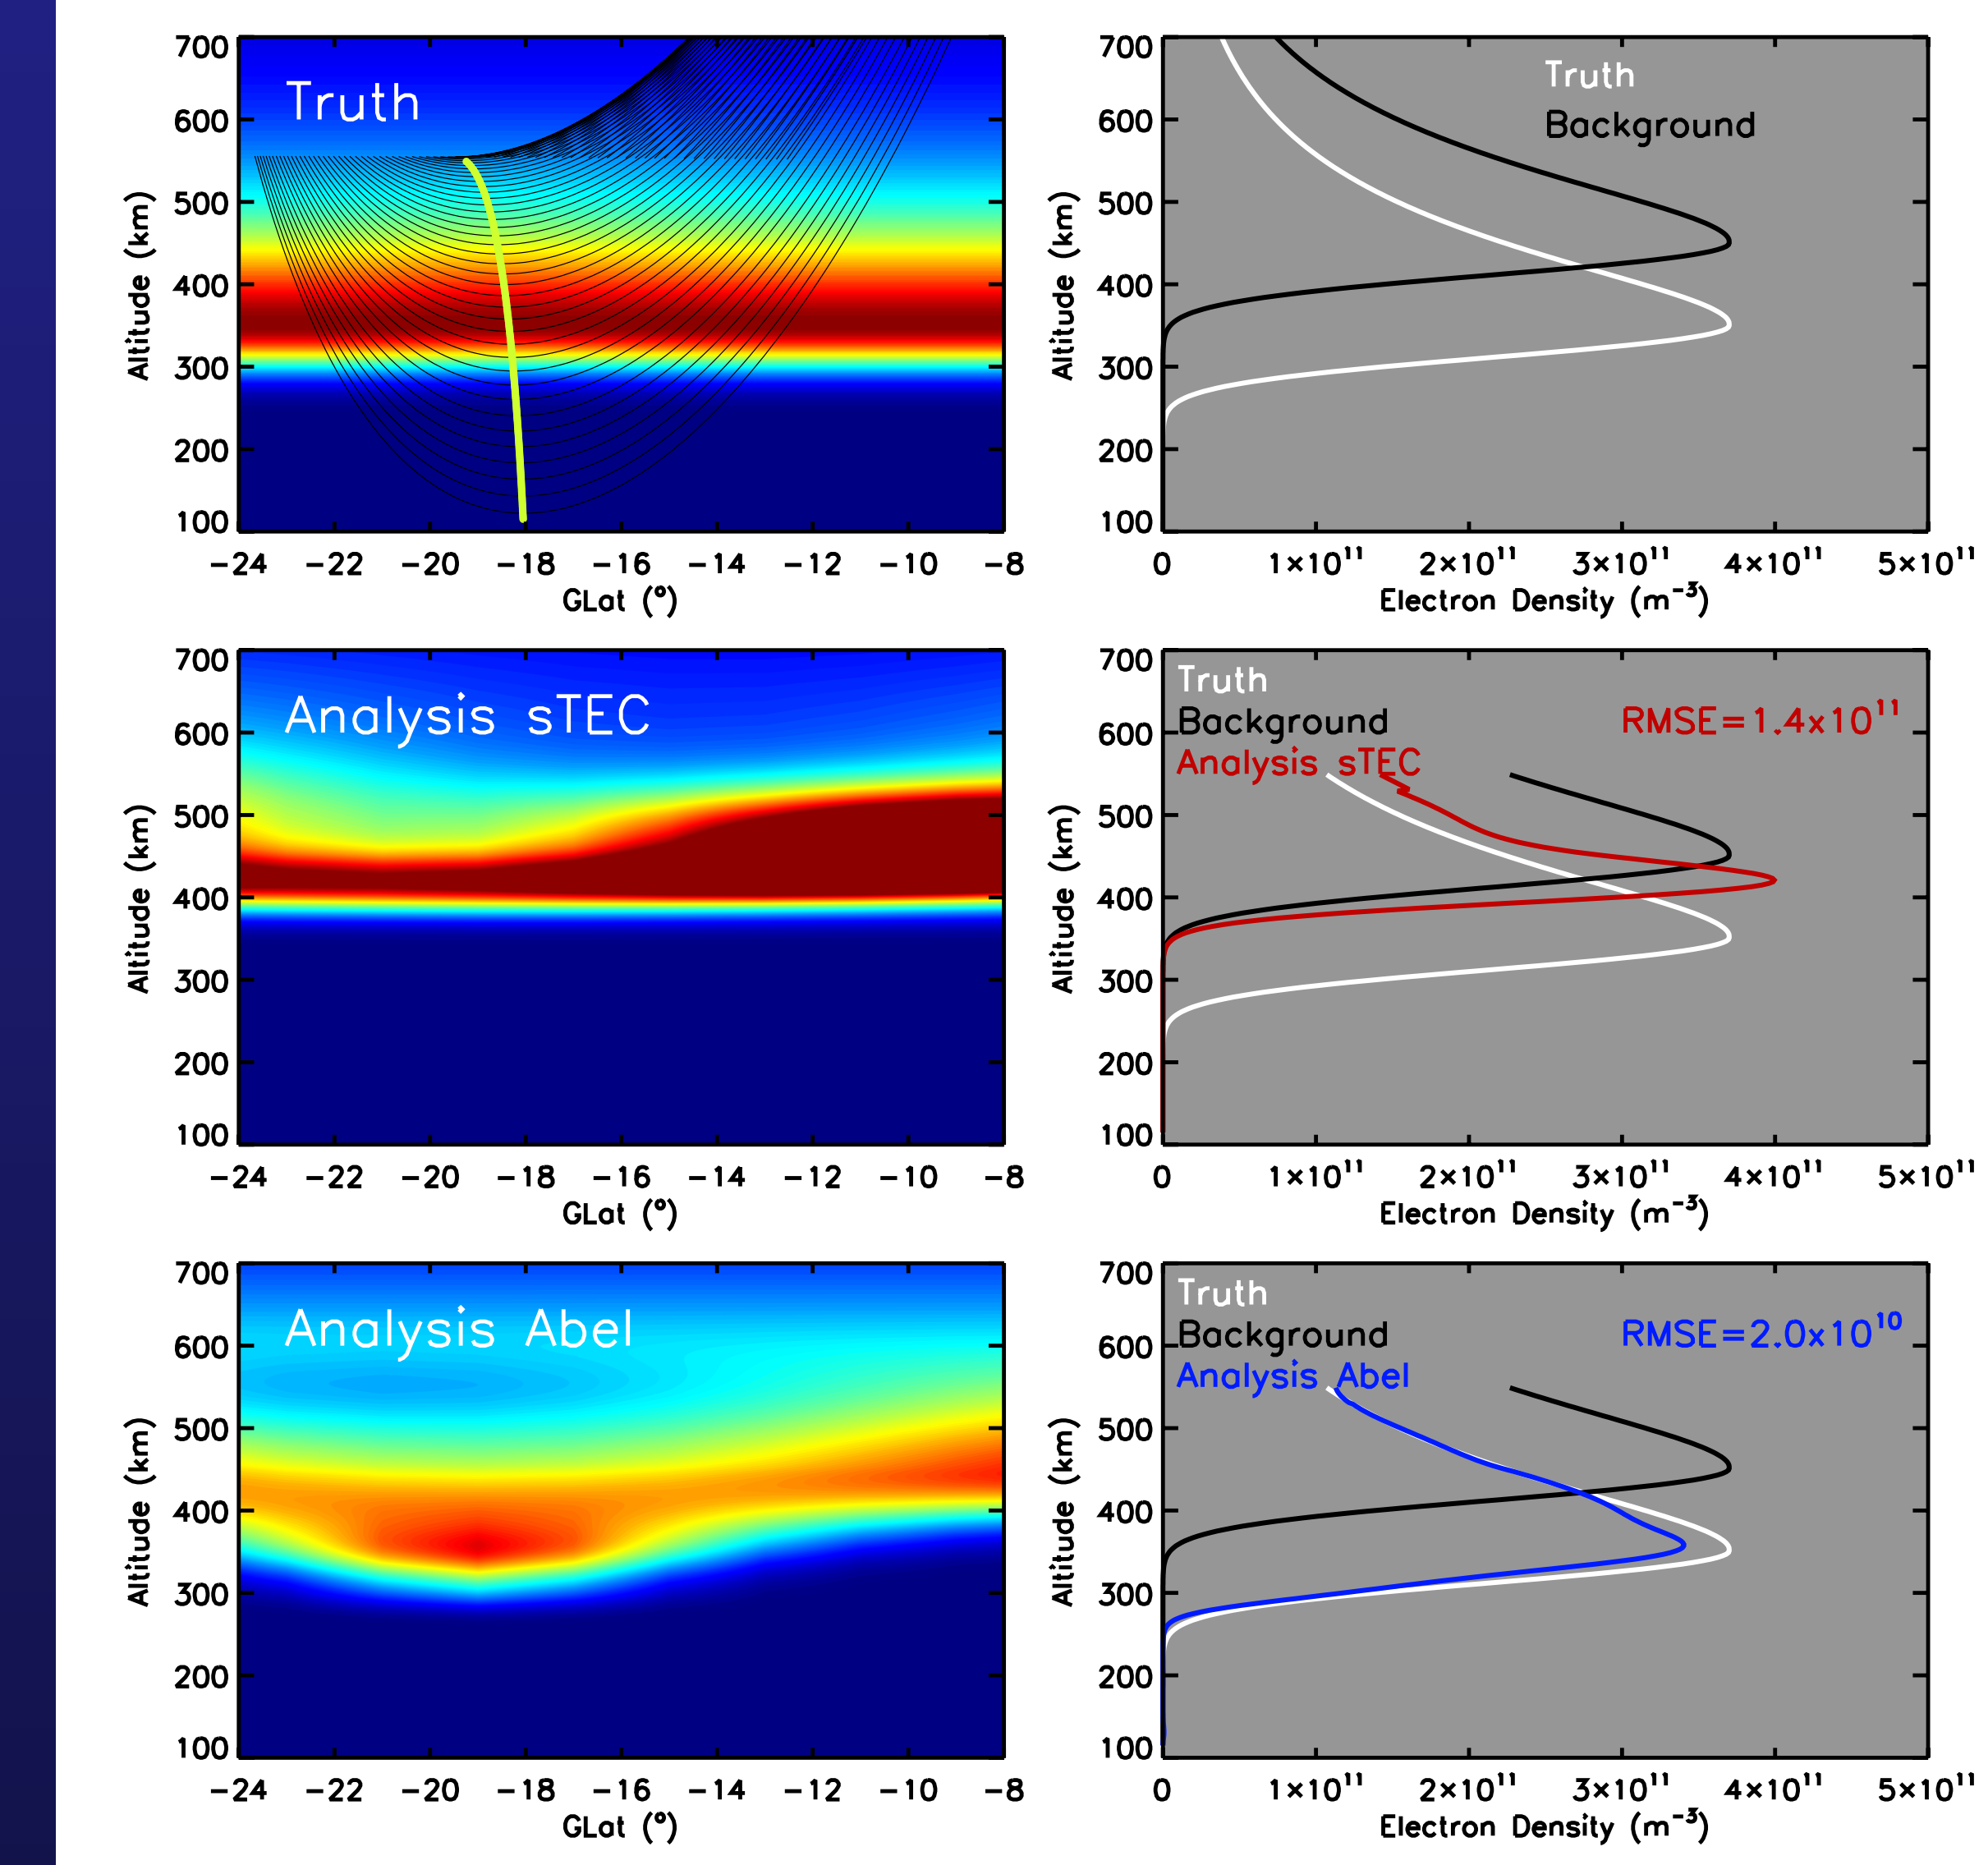 Truth
700
600
500
400
300
200
100
Altitude (km)
-24 -22 -20 -18 -16 -14 -12 -10 -8
GLat (°)
Truth
Background
700
600
500
400
300
200
100
Altitude (km)
0 1×10¹¹ 2×10¹¹ 3×10¹¹ 4×10¹¹ 5×10¹¹
Electron Density (m⁻³)
Analysis sTEC
700
600
500
400
300
200
100
Altitude (km)
-24 -22 -20 -18 -16 -14 -12 -10 -8
GLat (°)
Truth
Background
Analysis sTEC
RMSE=1.4x10¹¹
700
600
500
400
300
200
100
Altitude (km)
0 1×10¹¹ 2×10¹¹ 3×10¹¹ 4×10¹¹ 5×10¹¹
Electron Density (m⁻³)
Analysis Abel
700
600
500
400
300
200
100
Altitude (km)
-24 -22 -20 -18 -16 -14 -12 -10 -8
GLat (°)
Truth
Background
Analysis Abel
RMSE=2.0x10¹⁰
700
600
500
400
300
200
100
Altitude (km)
0 1×10¹¹ 2×10¹¹ 3×10¹¹ 4×10¹¹ 5×10¹¹
Electron Density (m⁻³)